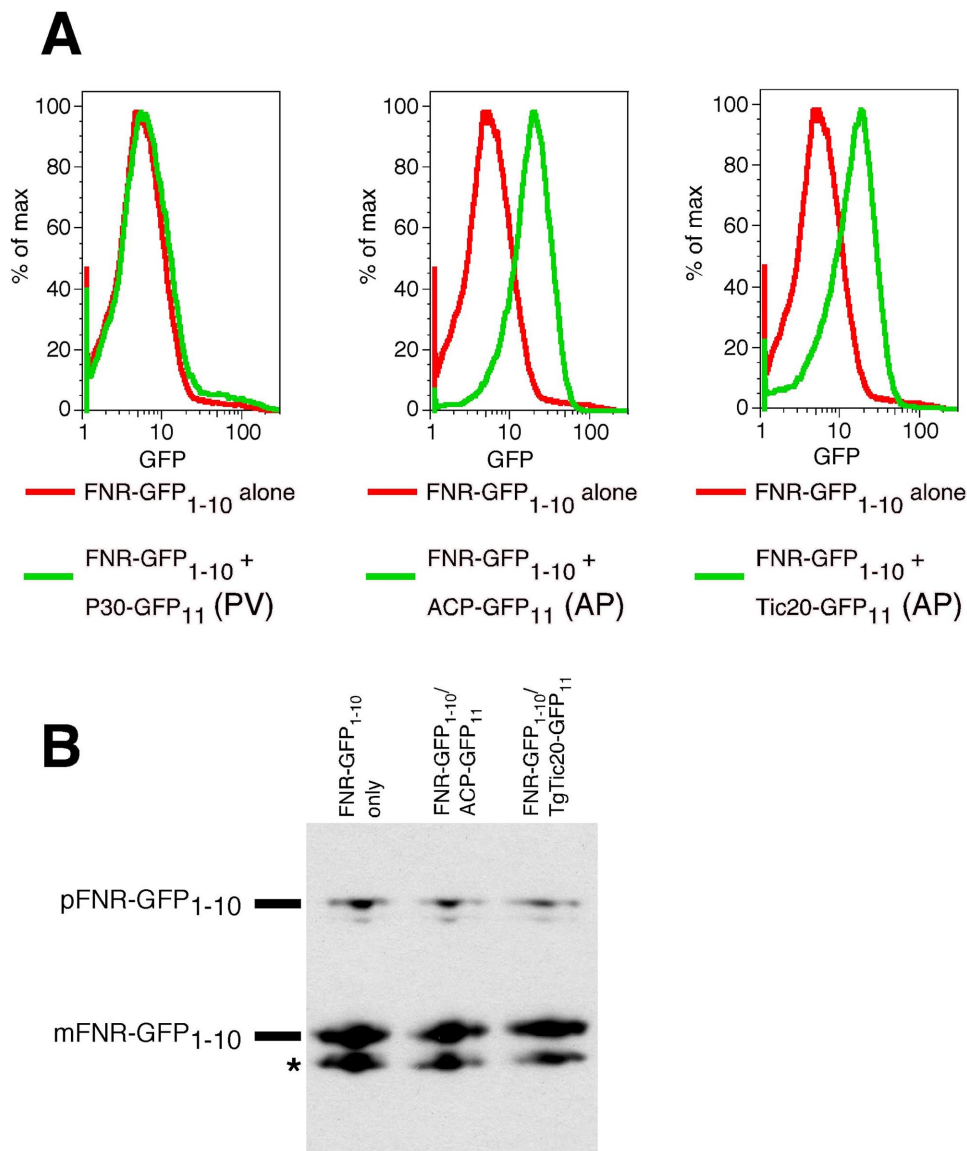 A
% of max
100
80
60
40
20
0
1
10
100
GFP
FNR-GFP1-10 alone
FNR-GFP1-10 +
P30-GFP11 (PV)
% of max
100
80
60
40
20
0
1
10
100
GFP
FNR-GFP1-10 alone
FNR-GFP1-10 +
ACP-GFP11 (AP)
% of max
100
80
60
40
20
0
1
10
100
GFP
FNR-GFP1-10 alone
FNR-GFP1-10 +
Tic20-GFP11 (AP)
B
FNR-GFP1-10
only
FNR-GFP1-10/
ACP-GFP11
FNR-GFP1-10/
TgTic20-GFP11
pFNR-GFP1-10
mFNR-GFP1-10
*